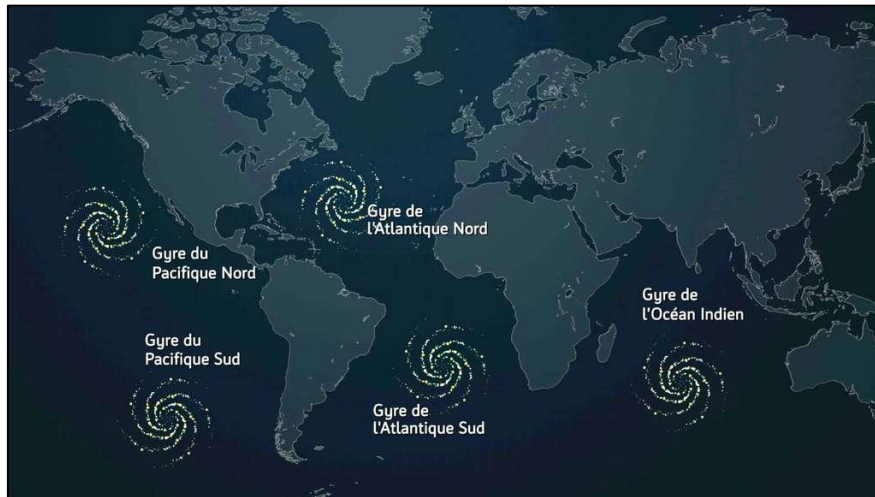 Gyre de
l'Atlantique Nord
Gyre du
Pacifique Nord
Gyre de
l'Océan Indien
Gyre du
Pacifique Sud
Gyre de
l'Atlantique Sud